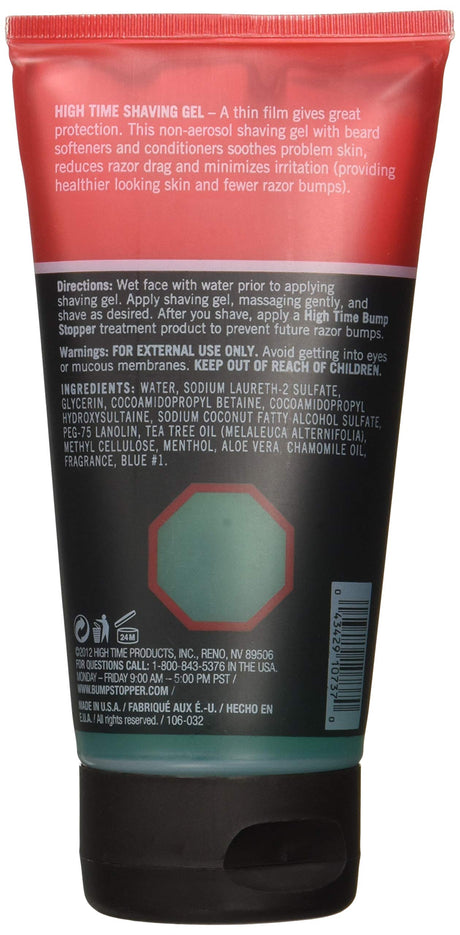 HIGH TIME SHAVING GEL – A thin film gives great
protection. This non-aerosol shaving gel with beard
softeners and conditioners soothes problem skin,
reduces razor drag and minimizes irritation (providing
healthier looking skin and fewer razor bumps).
Directions: Wet face with water prior to applying
shaving gel. Apply shaving gel, massaging gently, and
shave as desired. After you shave, apply a High Time Bump
Stopper treatment product to prevent future razor bumps.
Warnings: FOR EXTERNAL USE ONLY. Avoid getting into eyes
or mucous membranes. KEEP OUT OF REACH OF CHILDREN.
INGREDIENTS: WATER, SODIUM LAURETH-2 SULFATE,
GLYCERIN, COCOAMIDOPROPYL BETAINE, COCOAMIDOPROPYL
HYDROXYSULTAINE, SODIUM COCONUT FATTY ALCOHOL SULFATE,
PEG-75 LANOLIN, TEA TREE OIL (MELALEUCA ALTERNIFOLIA),
METHYL CELLULOSE, MENTHOL, ALOE VERA, CHAMOMILE OIL,
FRAGRANCE, BLUE #1.
24M
©2012 HIGH TIME PRODUCTS, INC., RENO, NV 89506
FOR QUESTIONS CALL: 1-800-843-5376 IN THE USA.
MONDAY – FRIDAY 9:00 AM – 5:00 PM PST /
WWW.BUMPSTOPPER.COM /
MADE IN U.S.A. / FABRIQUÉ AUX É.-U. / HECHO EN
E.U.A. / All rights reserved. / 106-032
0 43429 10737 0